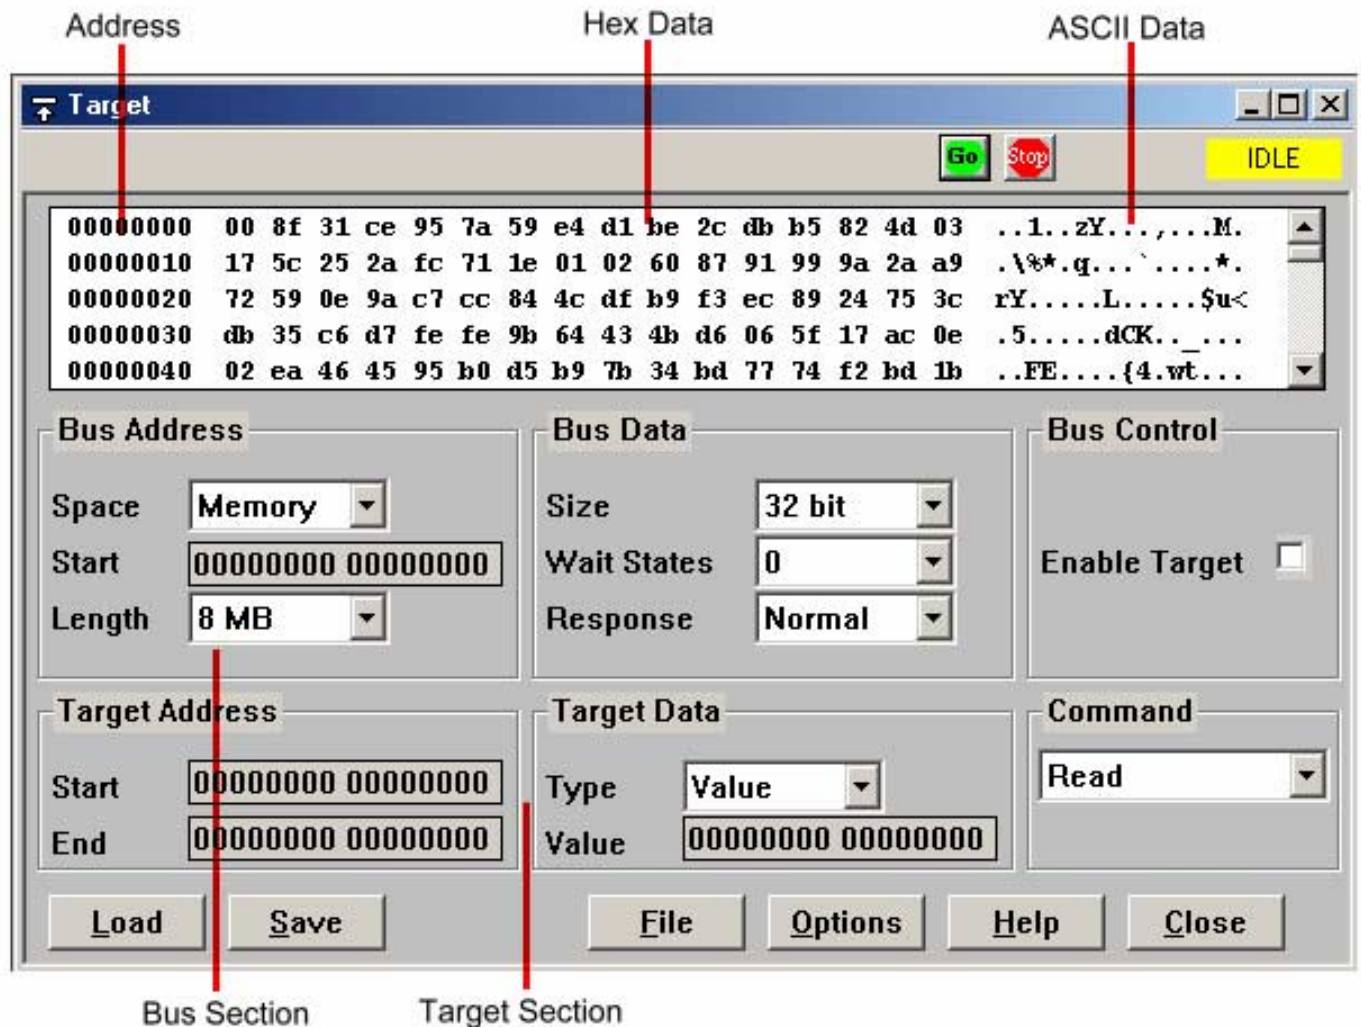 Address Hex Data ASCII Data
Target
Go Stop IDLE
00000000 00 8f 31 ce 95 7a 59 e4 d1 be 2c db b5 82 4d 03 ..1..zY...,...M.
00000010 17 5c 25 2a fc 71 1e 01 02 60 87 91 99 9a 2a a9 .\%*.q...`....*.
00000020 72 59 0e 9a c7 cc 84 4c df b9 f3 ec 89 24 75 3c rY.....L.....$u<
00000030 db 35 c6 d7 fe fe 9b 64 43 4b d6 06 5f 17 ac 0e .5.....dCK.._...
00000040 02 ea 46 45 95 b0 d5 b9 7b 34 bd 77 74 f2 bd 1b ..FE....{4.wt...
Bus Address Bus Data Bus Control
Space Memory Size 32 bit
Start 00000000 00000000 Wait States 0 Enable Target
Length 8 MB Response Normal
Target Address Target Data Command
Start 00000000 00000000 Type Value Read
End 00000000 00000000 Value 00000000 00000000
Load Save File Options Help Close
Bus Section Target Section